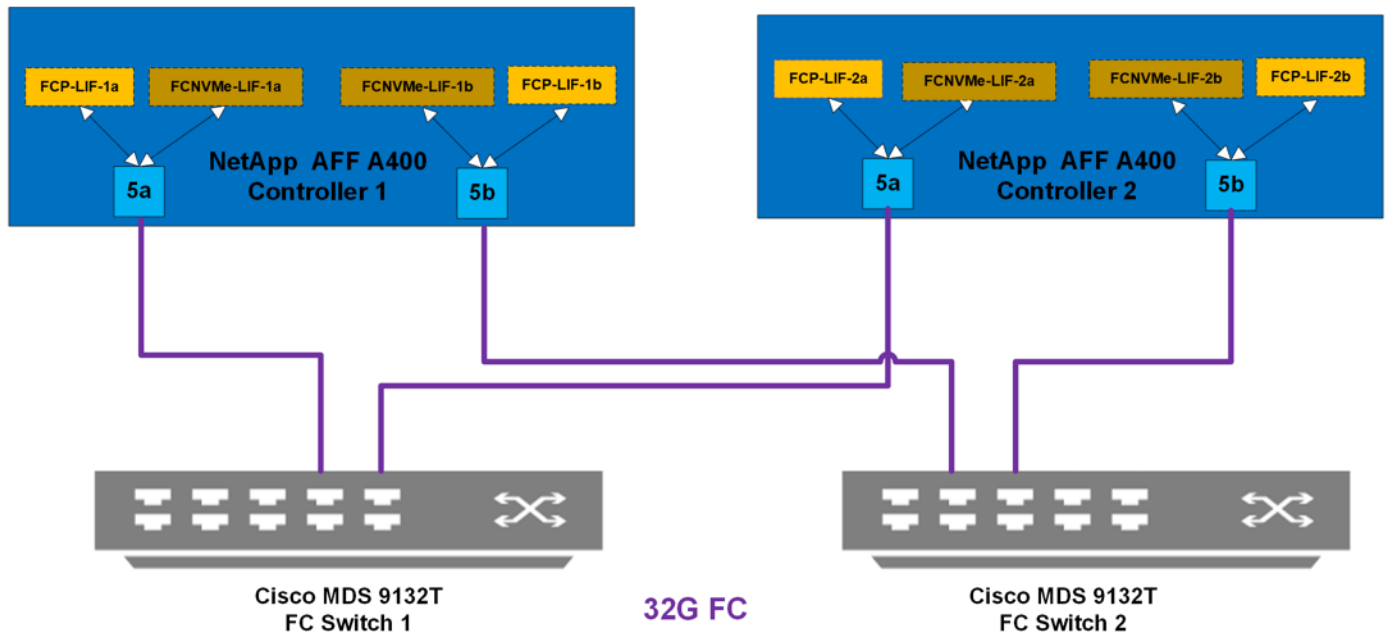 FCP-LIF-1a
FCNVMe-LIF-1a
FCNVMe-LIF-1b
FCP-LIF-1b
NetApp AFF A400
Controller 1
5a
5b
FCP-LIF-2a
FCNVMe-LIF-2a
FCNVMe-LIF-2b
FCP-LIF-2b
NetApp AFF A400
Controller 2
5a
5b
Cisco MDS 9132T
FC Switch 1
32G FC
Cisco MDS 9132T
FC Switch 2